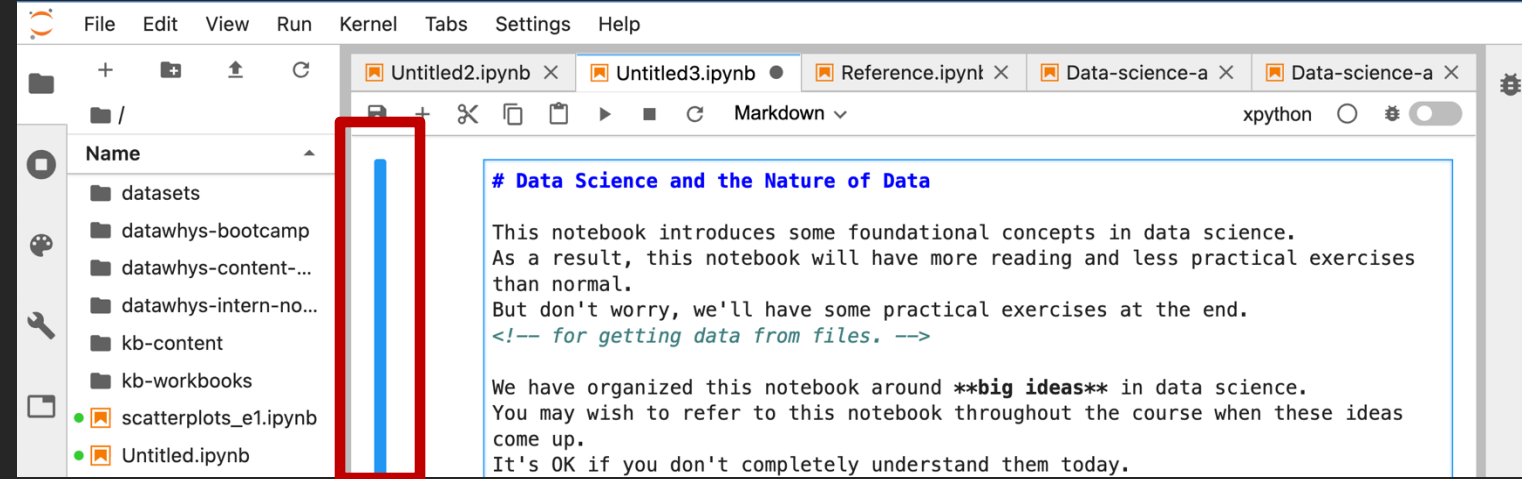 File Edit View Run Kernel Tabs Settings Help
Untitled2.ipynb Untitled3.ipynb Reference.ipynb Data-science-a Data-science-a
/
Markdown xpython
Name
datasets
datawhys-bootcamp
datawhys-content-...
datawhys-intern-no...
kb-content
kb-workbooks
scatterplots_e1.ipynb
Untitled.ipynb
# Data Science and the Nature of Data
This notebook introduces some foundational concepts in data science.
As a result, this notebook will have more reading and less practical exercises
than normal.
But don't worry, we'll have some practical exercises at the end.
<!-- for getting data from files. -->
We have organized this notebook around **big ideas** in data science.
You may wish to refer to this notebook throughout the course when these ideas
come up.
It's OK if you don't completely understand them today.